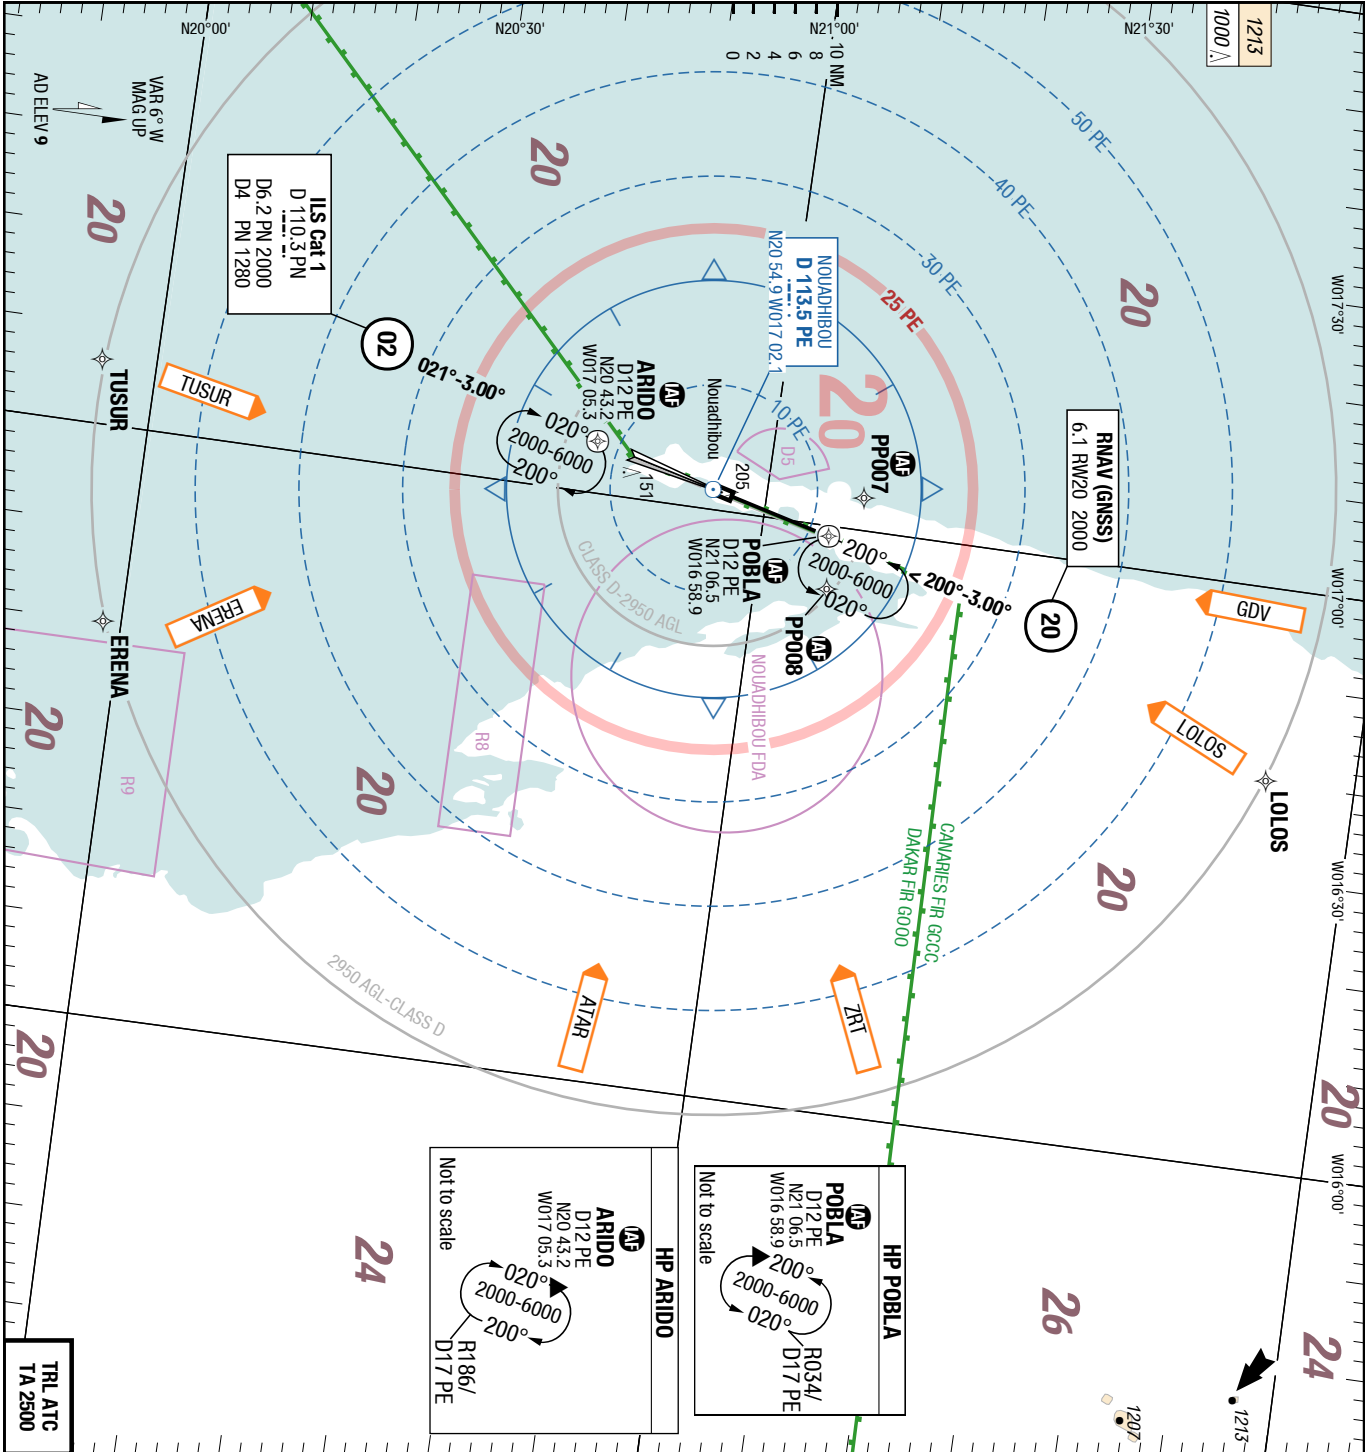 1213
1000
N20°00'
N20°30'
N21°00'
N21°30'
10 NM
8
6
4
2
0
VAR 6° W
MAG UP
AD ELEV 9
50 PE
40 PE
30 PE
25 PE
10 PE
20
20
20
20
NOUADHIBOU
D 113.5 PE
N20 54.9 W017 02.1
ILS Cat 1
D 110.3 PN
D6.2 PN 2000
D4 PN 1280
02
021°-3.00°
TUSUR
TUSUR
ERENA
ERENA
IAF
ARIDO
D12 PE
N20 43.2
W017 05.3
020°
2000-6000
200°
Nouadhibou
205
151
D5
IAF
PP007
RNAV (GNSS)
6.1 RW20 2000
20
< 200°-3.00°
200°
2000-6000
020°
IAF
POBLA
D12 PE
N21 06.5
W016 58.9
IAF
PP008
CLASS D-2950 AGL
NOUADHIBOU FDA
R8
R9
GDV
LOLOS
LOLOS
W017°30'
W017°00'
W016°30'
W016°00'
CANARIES FIR GCCC
DAKAR FIR GOOO
2950 AGL-CLASS D
ATAR
ZRT
20
20
20
20
20
24
26
24
HP ARIDO
IAF
ARIDO
D12 PE
N20 43.2
W017 05.3
020°
2000-6000
200°
R186/
D17 PE
Not to scale
HP POBLA
IAF
POBLA
D12 PE
N21 06.5
W016 58.9
200°
2000-6000
020°
R034/
D17 PE
Not to scale
1213
1207
TRL ATC
TA 2500